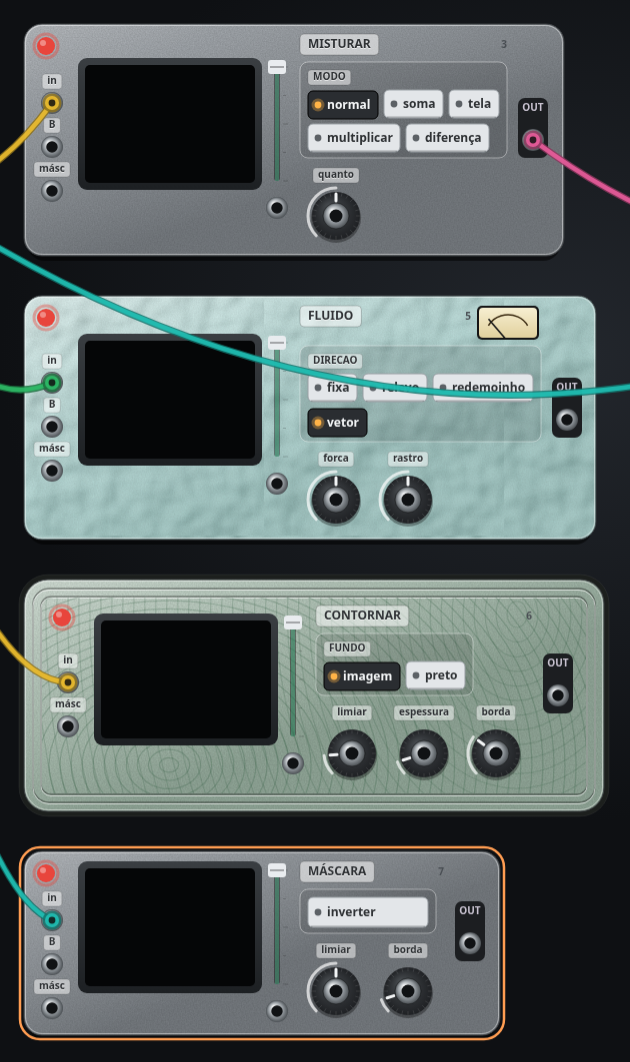 MISTURAR 3
in
B
másc
MODO
normal soma tela
multiplicar diferença
quanto
OUT
FLUIDO 5
in
B
másc
DIRECAO
fixa relevo redemoinho
vetor
forca rastro
OUT
CONTORNAR 6
in
másc
FUNDO
imagem preto
limiar espessura borda
OUT
MÁSCARA 7
in
B
másc
inverter
limiar borda
OUT